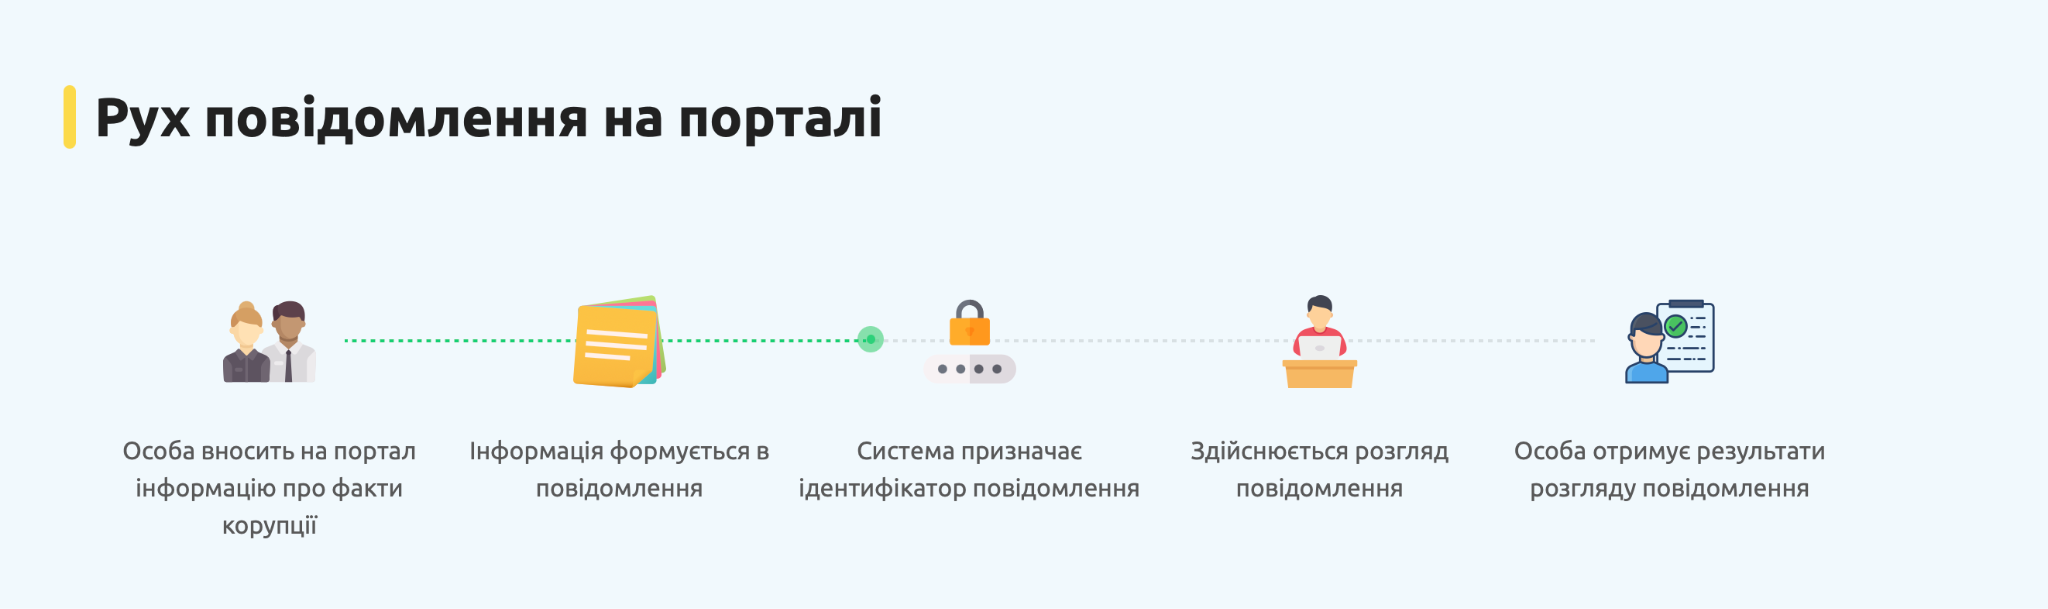 Рух повідомлення на порталі
Особа вносить на портал
інформацію про факти
корупції
Інформація формується в
повідомлення
Система призначає
ідентифікатор повідомлення
Здійснюється розгляд
повідомлення
Особа отримує результати
розгляду повідомлення